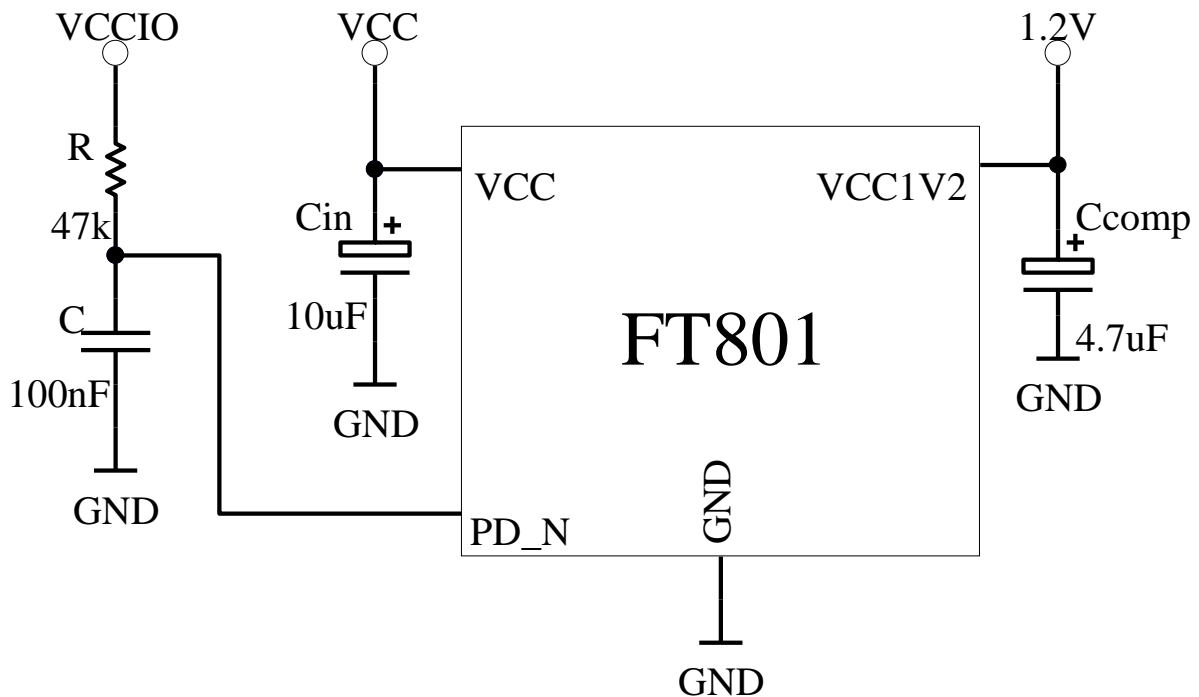 VCCIO
VCC
1.2V
R
47k
C
100nF
GND
Cin
+
10uF
GND
VCC
VCC1V2
FT801
PD_N
GND
GND
Ccomp
+
4.7uF
GND